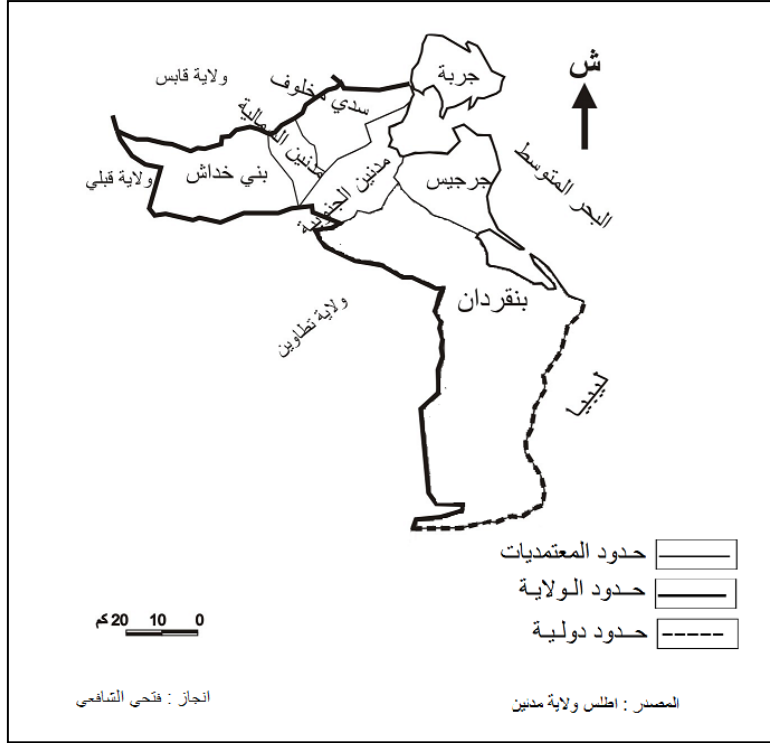 جربة
ش
ولاية قابس
سدي مخلوف
مدنين الشمالية
بني خداش
ولاية قبلي
مدنين الجنوبية
جرجيس
البحر المتوسط
بنقردان
ولاية تطاوين
ليبيا
حدود المعتمديات
حدود الولاية
حدود دولية
0 10 20 كم
المصدر : اطلس ولاية مدنين
انجاز : فتحي الشافعي